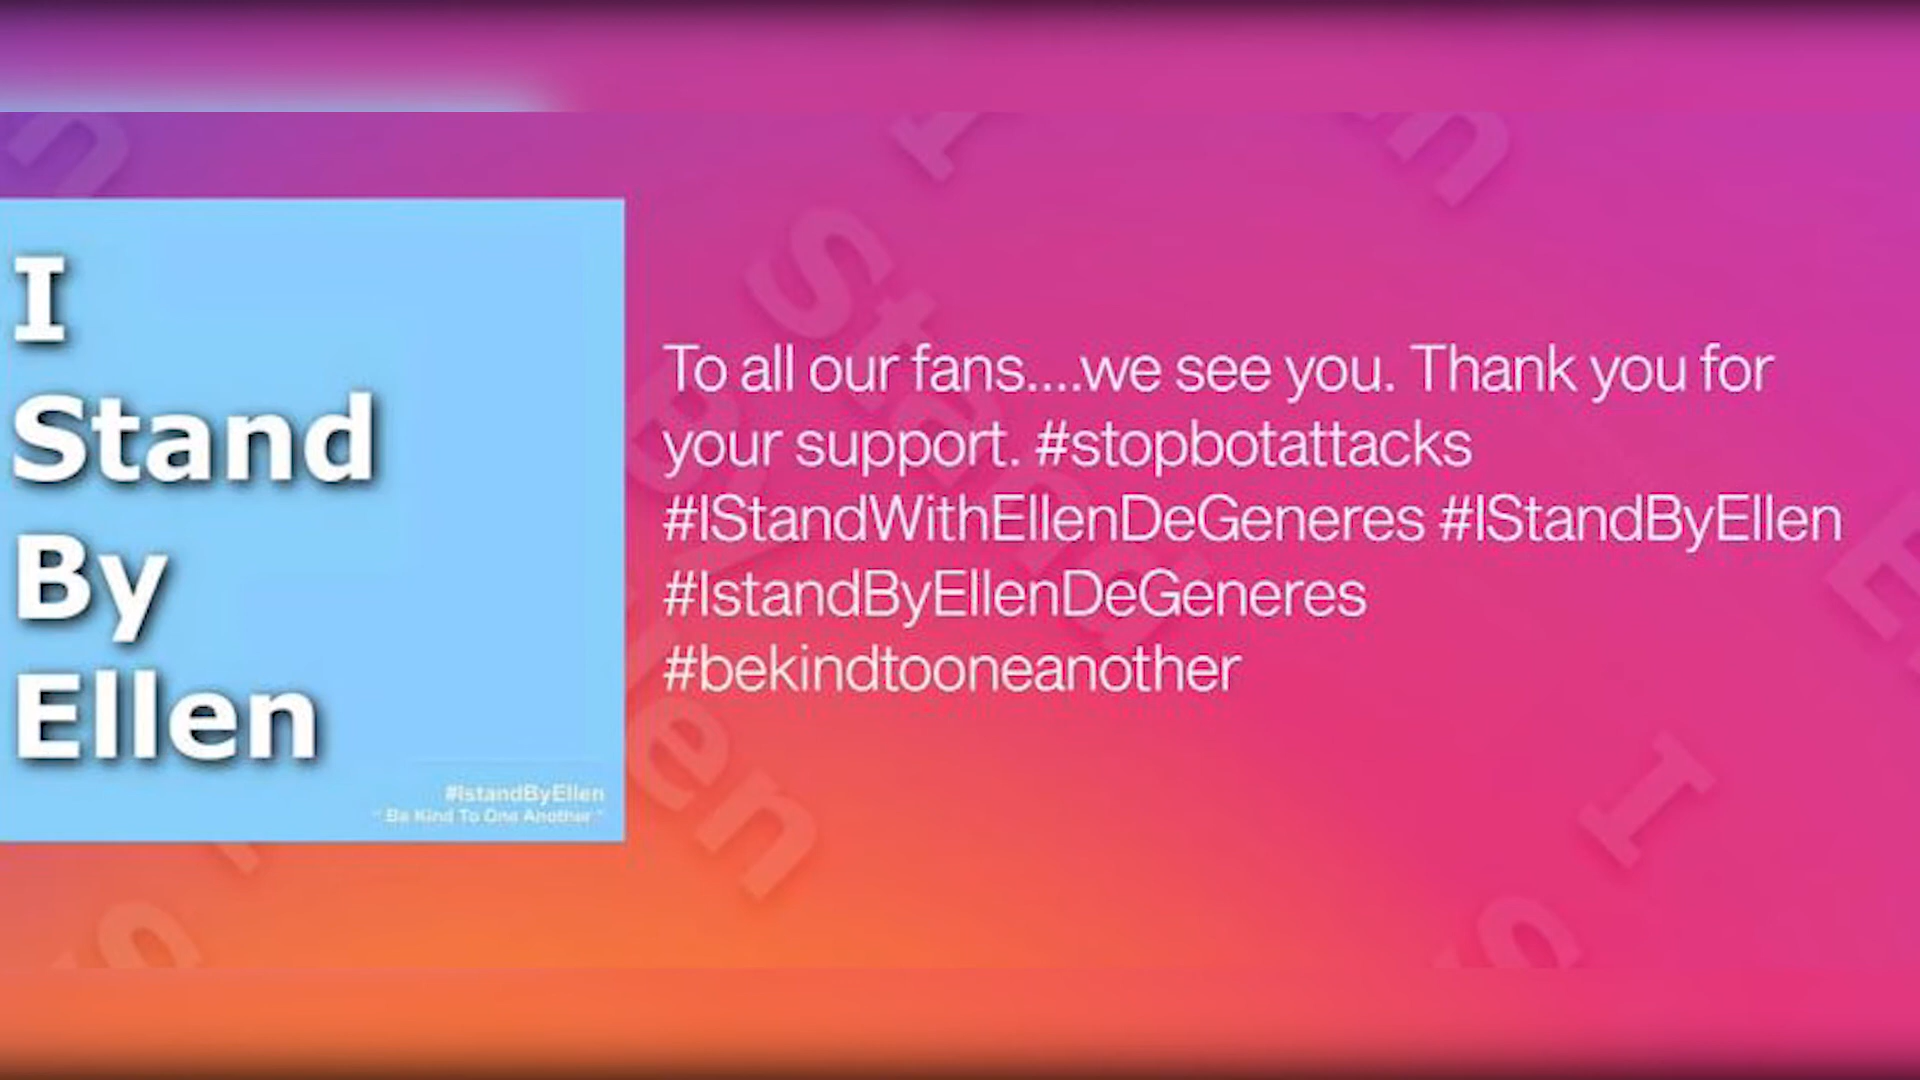 I
Stand
By
Ellen
#IstandByEllen
" Be Kind To One Another "
To all our fans....we see you. Thank you for
your support. #stopbotattacks
#IStandWithEllenDeGeneres #IStandByEllen
#IstandByEllenDeGeneres
#bekindtooneanother